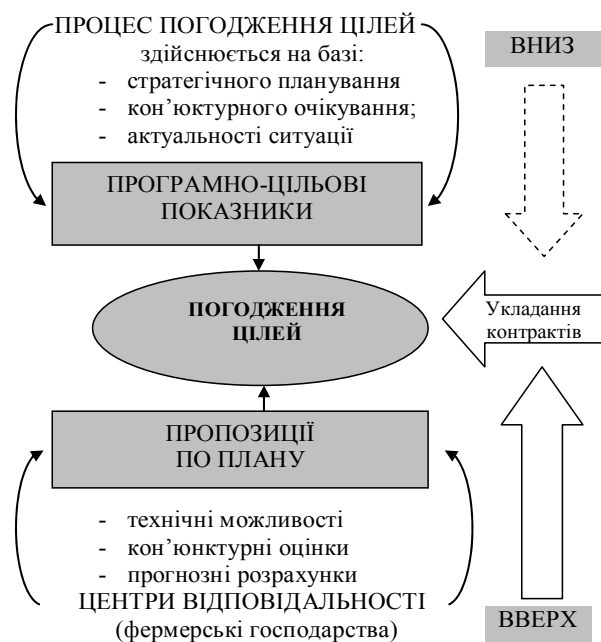 ПРОЦЕС ПОГОДЖЕННЯ ЦІЛЕЙ
здійснюється на базі:
- стратегічного планування
- кон’юктурного очікування;
- актуальності ситуації
ВНИЗ
ПРОГРАМНО-ЦІЛЬОВІ
ПОКАЗНИКИ
ПОГОДЖЕННЯ
ЦІЛЕЙ
Укладання
контрактів
ПРОПОЗИЦІЇ
ПО ПЛАНУ
- технічні можливості
- кон’юнктурні оцінки
- прогнозні розрахунки
ЦЕНТРИ ВІДПОВІДАЛЬНОСТІ
(фермерські господарства)
ВВЕРХ